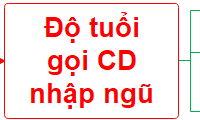 Độ tuổi
gọi CD
nhập ngũ